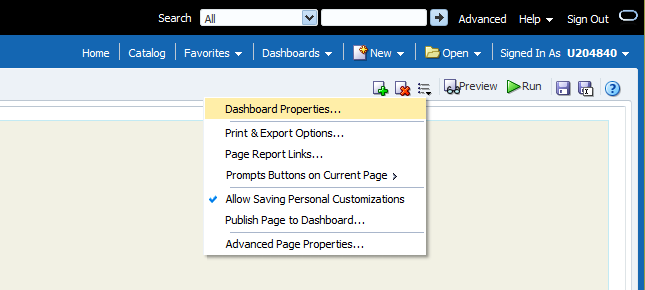 Search All Advanced Help Sign Out
Home Catalog Favorites Dashboards New Open Signed In As U204840
Preview Run
Dashboard Properties...
Print & Export Options...
Page Report Links...
Prompts Buttons on Current Page
Allow Saving Personal Customizations
Publish Page to Dashboard...
Advanced Page Properties...